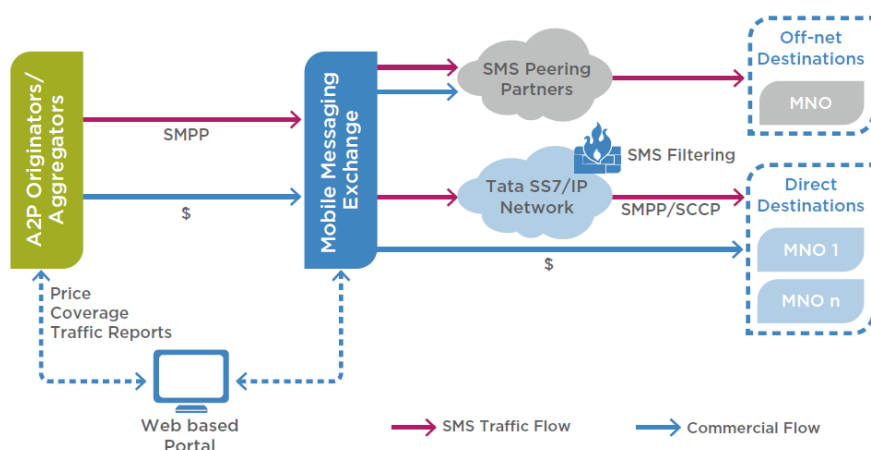 A2P Originators/
Aggregators
SMPP
$
Mobile Messaging
Exchange
SMS Peering
Partners
Off-net
Destinations
MNO
SMS Filtering
Tata SS7/IP
Network
SMPP/SCCP
Direct
Destinations
MNO 1
MNO n
$
Price
Coverage
Traffic Reports
Web based
Portal
SMS Traffic Flow
Commercial Flow